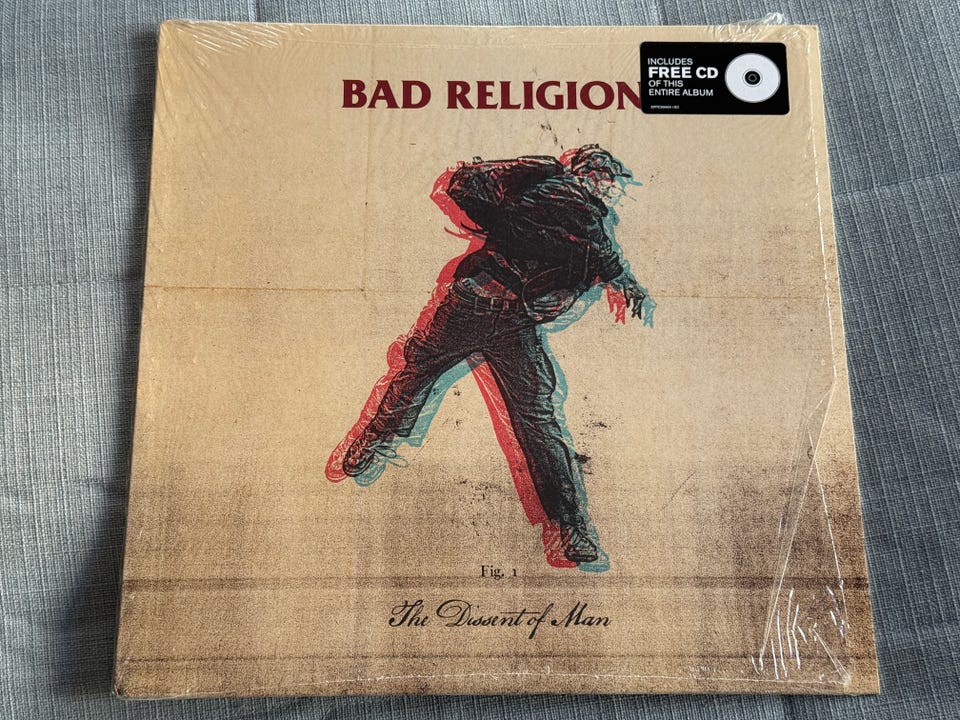 INCLUDES
FREE CD
OF THIS
ENTIRE ALBUM
BAD RELIGION
Fig. 1
The Dissent of Man